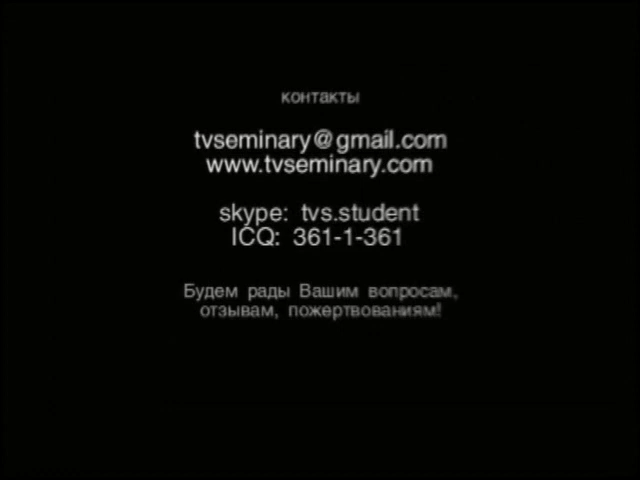 контакты
tvseminary@gmail.com
www.tvseminary.com
skype: tvs.student
ICQ: 361-1-361
Будем рады Вашим вопросам,
отзывам, пожертвованиям!